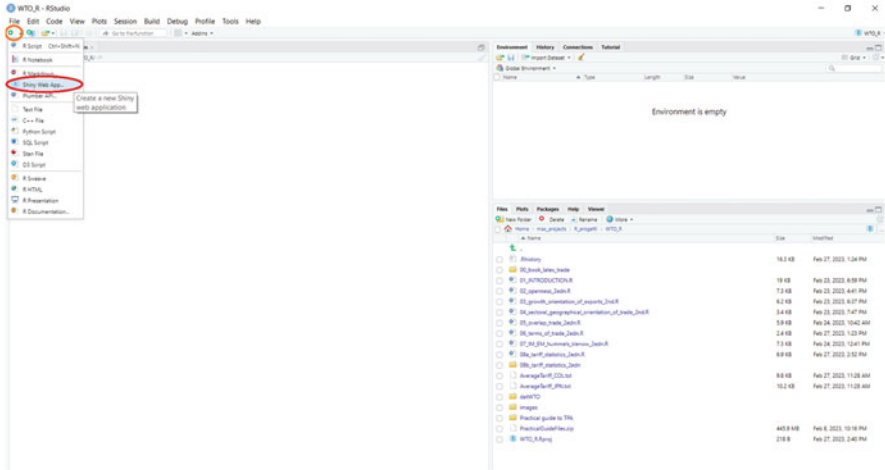 WTO_R - RStudio
File Edit Code View Plots Session Build Debug Profile Tools Help
Go to file/function Addins
WTO_R
R Script Ctrl+Shift+N
R Notebook
R Markdown...
Shiny Web App...
Plumber API...
Create a new Shiny
web application
Text File
C++ File
Python Script
SQL Script
Stan File
D3 Script
R Sweave
R HTML
R Presentation
R Documentation...
Environment History Connections Tutorial
Import Dataset
Grid
Global Environment
Name Type Length Size Value
Environment is empty
Files Plots Packages Help Viewer
New Folder Delete Rename More
Home R_progetti WTO_R
Name Size Modified
..
.Rhistory 16.3 KB Feb 27, 2023, 1:24 PM
00_book_latex_trade
01_INTRODUCTION.R 19 KB Feb 23, 2023, 6:59 PM
02_openness_2edn.R 7.3 KB Feb 23, 2023, 4:41 PM
03_growth_orientation_of_exports_2nd.R 6.2 KB Feb 23, 2023, 6:37 PM
04_sectoral_geographical_orientation_of_trade_2nd.R 3.4 KB Feb 23, 2023, 7:47 PM
05_overlap_trade_2edn.R 5.9 KB Feb 24, 2023, 10:42 AM
06_terms_of_trade_2edn.R 2.4 KB Feb 27, 2023, 1:23 PM
07_IM_EM_hummels_klenow_2edn.R 7.3 KB Feb 24, 2023, 12:41 PM
08a_tariff_statistics_2edn.R 6.9 KB Feb 27, 2023, 2:52 PM
08b_tariff_statistics_2edn
AverageTariff_COL.txt 9.8 KB Feb 27, 2023, 11:28 AM
AverageTariff_JPN.txt 10.2 KB Feb 27, 2023, 11:28 AM
datWTO
images
Practical guide to TPA
PracticalGuideFiles.zip 445.9 MB Feb 8, 2023, 10:16 PM
WTO_R.Rproj 218 B Feb 27, 2023, 2:40 PM